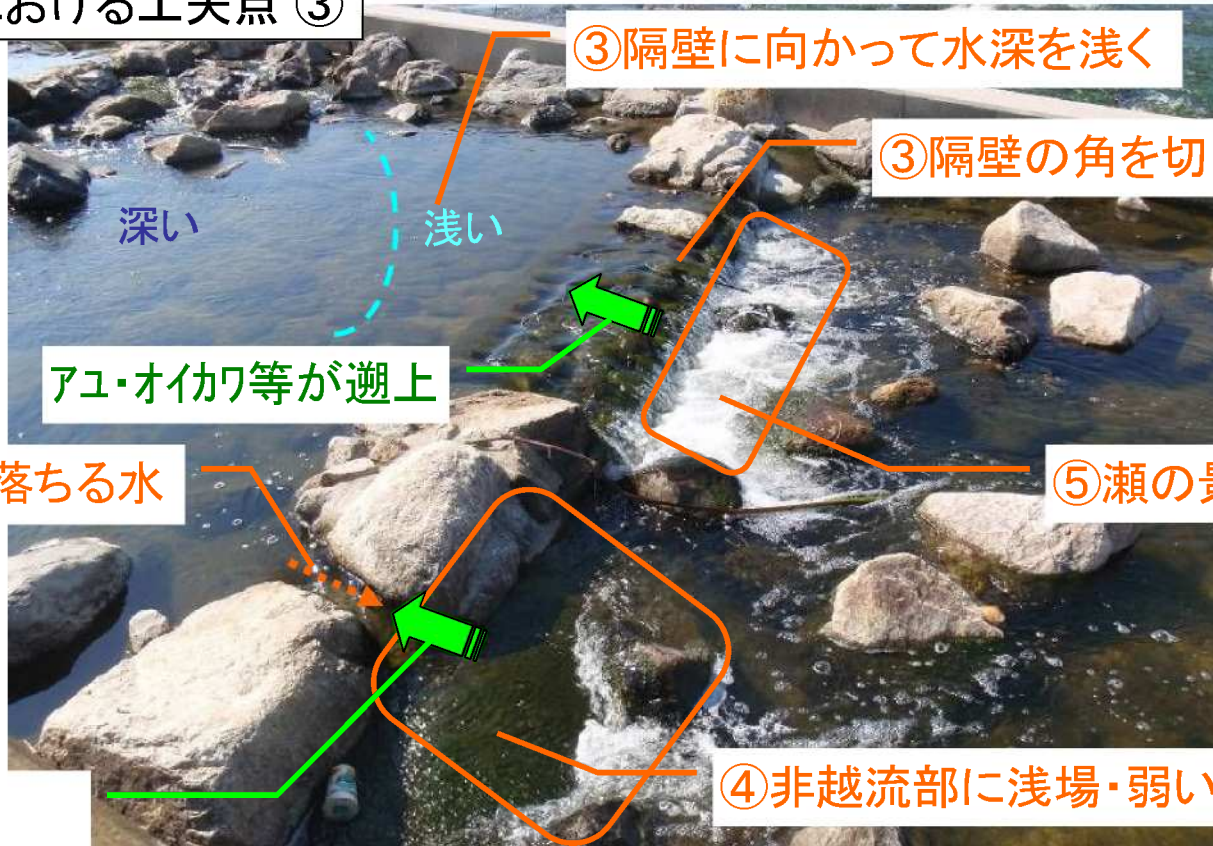 おける工夫点 ③
③隔壁に向かって水深を浅く
③隔壁の角を切
深い
浅い
アユ・オイカワ等が遡上
落ちる水
⑤瀬の景
④非越流部に浅場・弱い